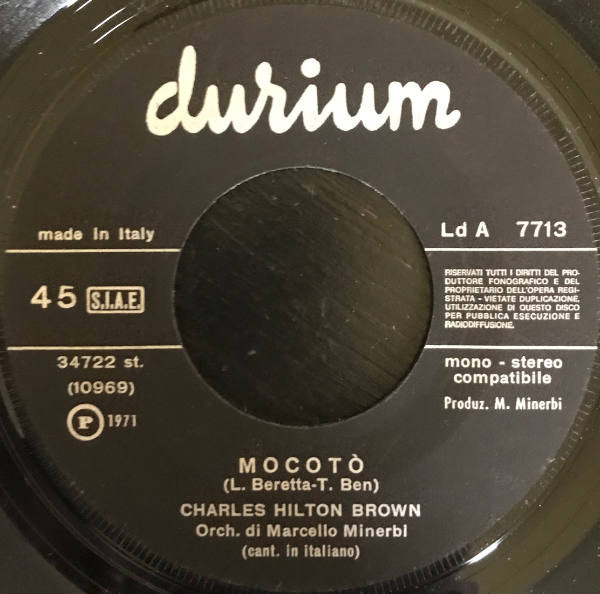 durium
made in Italy
Ld A 7713
45 S.I.A.E.
RISERVATI TUTTI I DIRITTI DEL PRO-
DUTTORE FONOGRAFICO E DEL
PROPRIETARIO DELL'OPERA REGI-
STRATA - VIETATE DUPLICAZIONE,
UTILIZZAZIONE DI QUESTO DISCO
PER PUBBLICA ESECUZIONE E
RADIODIFFUSIONE.
34722 st.
(10969)
P 1971
mono - stereo
compatibile
Produz. M. Minerbi
MOCOTÒ
(L. Beretta-T. Ben)
CHARLES HILTON BROWN
Orch. di Marcello Minerbi
(cant. in italiano)